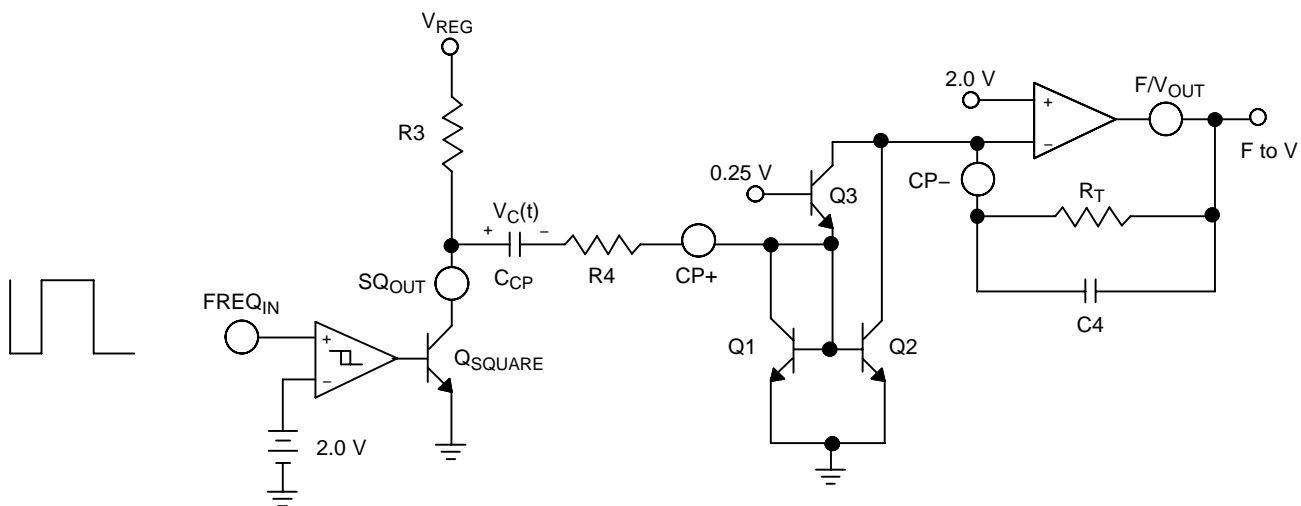 V_REG
R3
2.0 V
F/V_OUT
+
−
F to V
CP−
R_T
C4
0.25 V
Q3
V_C(t)
+ −
C_CP
R4
CP+
SQ_OUT
FREQ_IN
+
−
Q_SQUARE
2.0 V
Q1
Q2